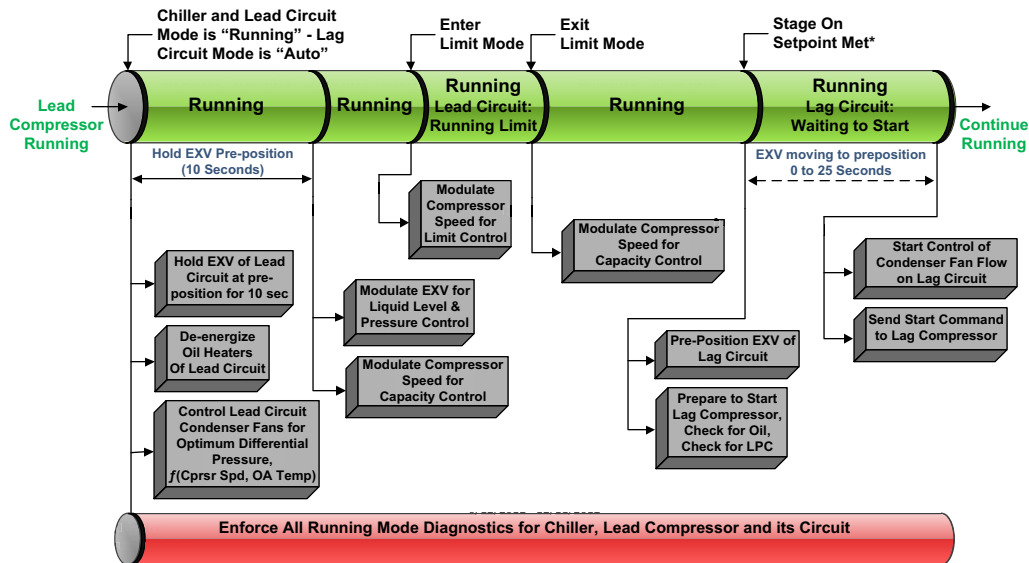 Chiller and Lead Circuit
Mode is “Running” - Lag
Circuit Mode is “Auto”
Enter
Limit Mode
Exit
Limit Mode
Stage On
Setpoint Met*
Lead
Compressor
Running
Running
Running
Running
Lead Circuit:
Running Limit
Running
Running
Lag Circuit:
Waiting to Start
Continue
Running
Hold EXV Pre-position
(10 Seconds)
EXV moving to preposition
0 to 25 Seconds
Modulate
Compressor
Speed for
Limit Control
Modulate Compressor
Speed for
Capacity Control
Start Control of
Condenser Fan Flow
on Lag Circuit
Hold EXV of Lead
Circuit at pre-
position for 10 sec
Modulate EXV for
Liquid Level &
Pressure Control
Send Start Command
to Lag Compressor
De-energize
Oil Heaters
Of Lead Circuit
Pre-Position EXV of
Lag Circuit
Modulate Compressor
Speed for
Capacity Control
Prepare to Start
Lag Compressor,
Check for Oil,
Check for LPC
Control Lead Circuit
Condenser Fans for
Optimum Differential
Pressure,
ƒ(Cprsr Spd, OA Temp)
Enforce All Running Mode Diagnostics for Chiller, Lead Compressor and its Circuit